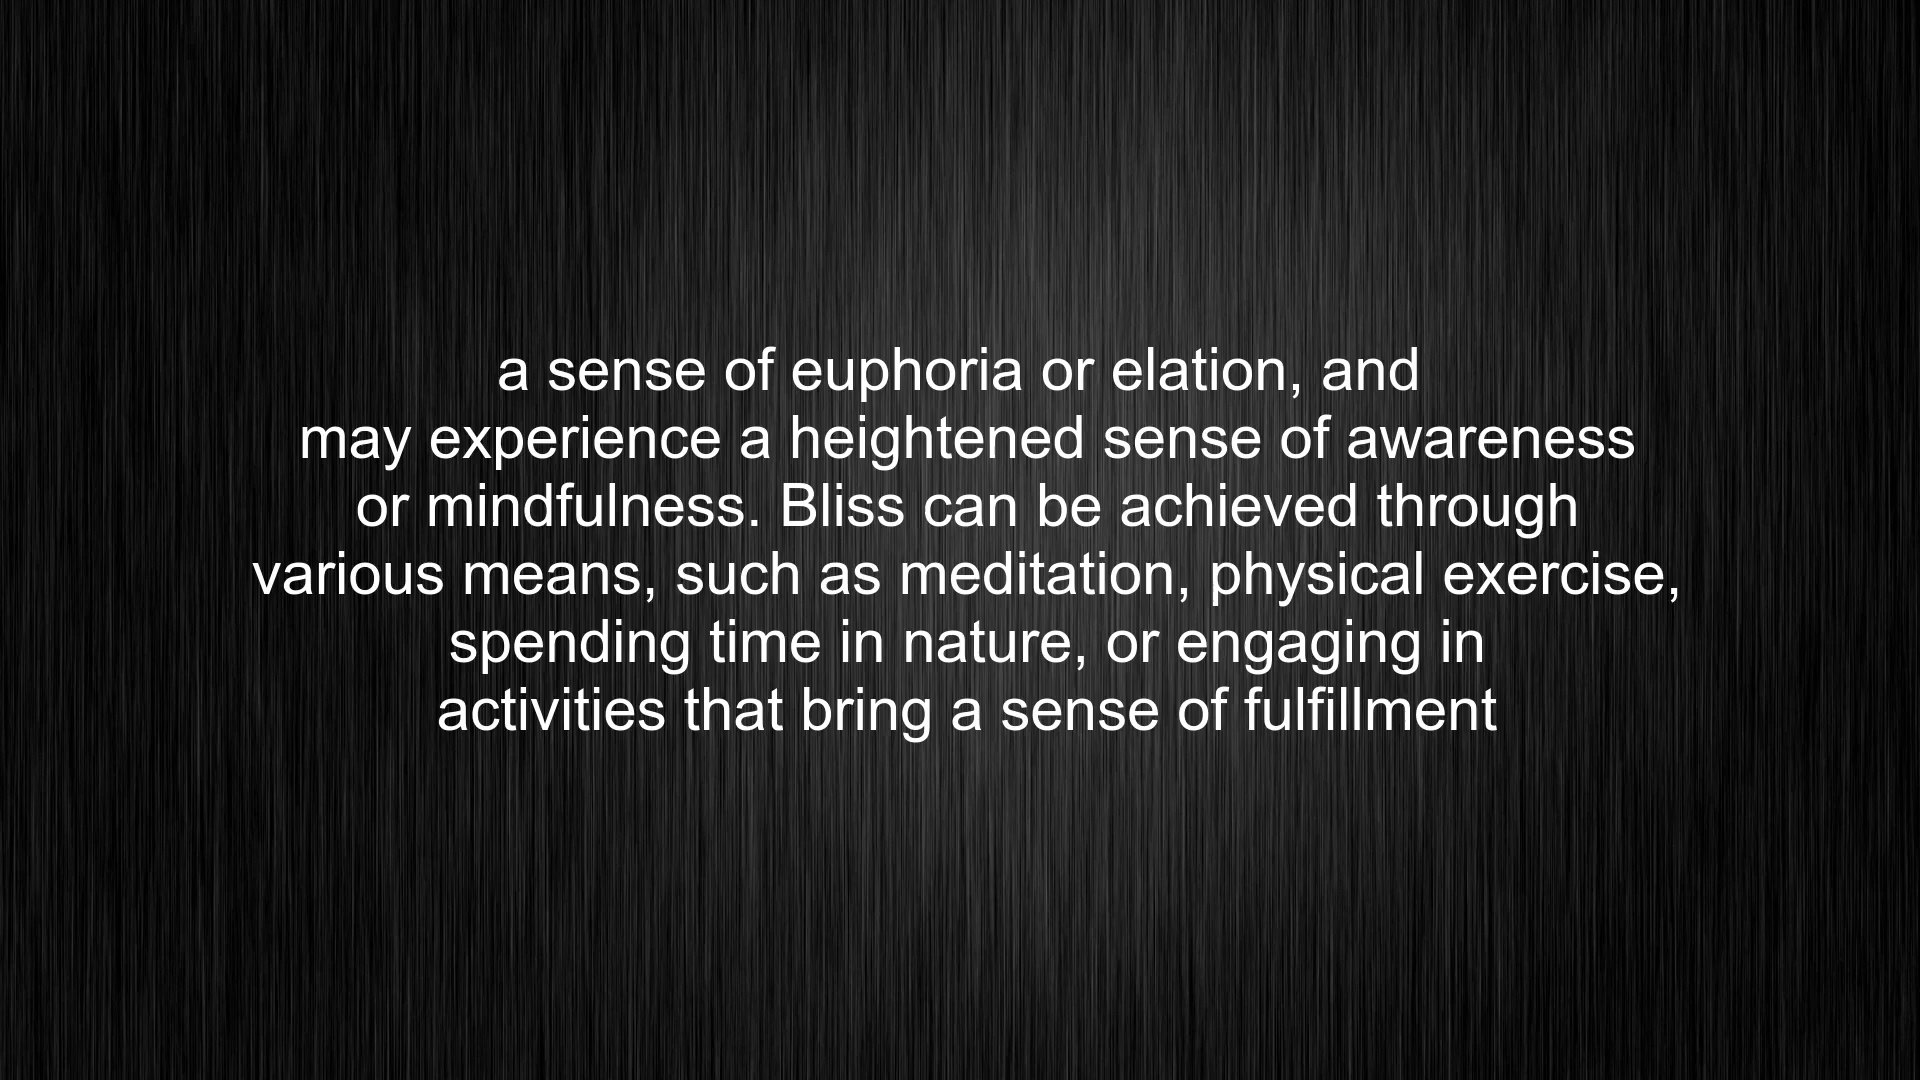 a sense of euphoria or elation, and
may experience a heightened sense of awareness
or mindfulness. Bliss can be achieved through
various means, such as meditation, physical exercise,
spending time in nature, or engaging in
activities that bring a sense of fulfillment